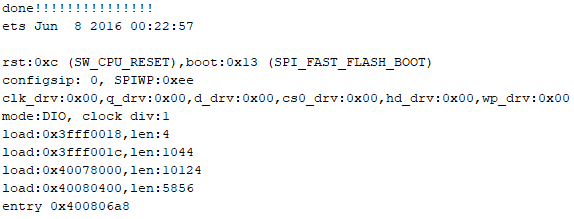 done!!!!!!!!!!!!!!!
ets Jun  8 2016 00:22:57
rst:0xc (SW_CPU_RESET),boot:0x13 (SPI_FAST_FLASH_BOOT)
configsip: 0, SPIWP:0xee
clk_drv:0x00,q_drv:0x00,d_drv:0x00,cs0_drv:0x00,hd_drv:0x00,wp_drv:0x00
mode:DIO, clock div:1
load:0x3fff0018,len:4
load:0x3fff001c,len:1044
load:0x40078000,len:10124
load:0x40080400,len:5856
entry 0x400806a8